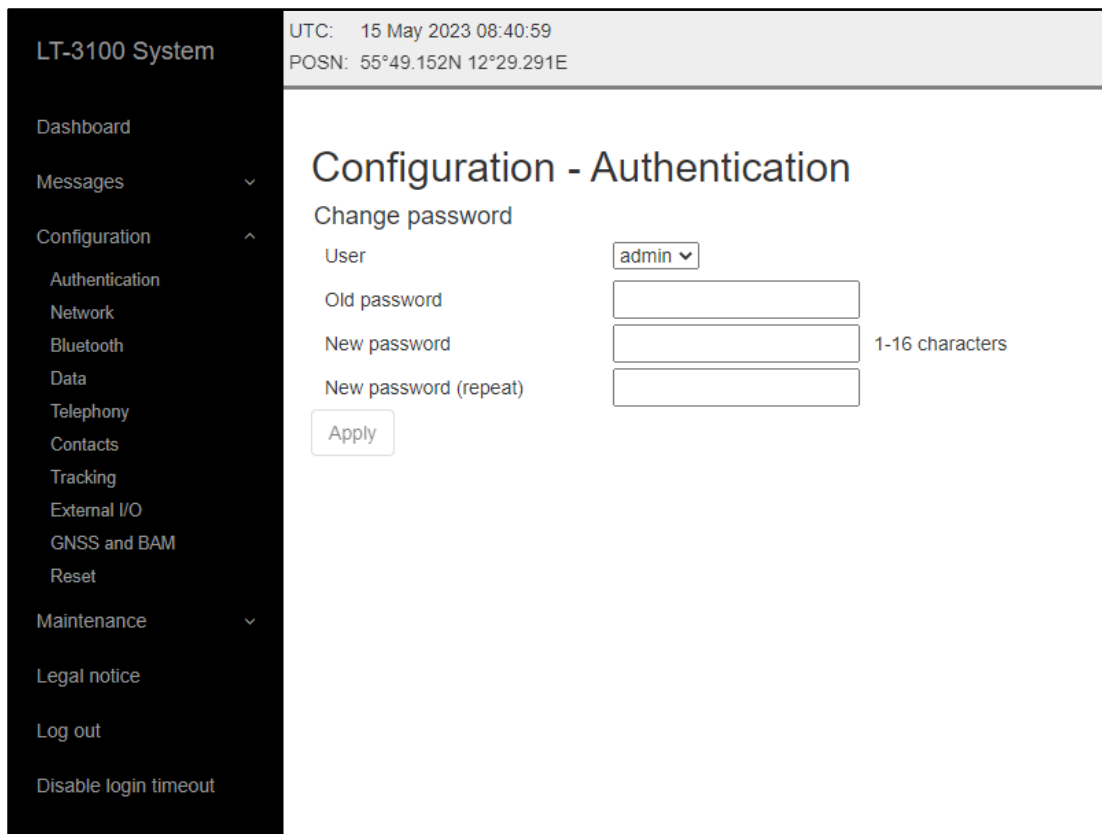 LT-3100 System
Dashboard
Messages
Configuration
Authentication
Network
Bluetooth
Data
Telephony
Contacts
Tracking
External I/O
GNSS and BAM
Reset
Maintenance
Legal notice
Log out
Disable login timeout
UTC: 15 May 2023 08:40:59
POSN: 55°49.152N 12°29.291E
Configuration - Authentication
Change password
User admin
Old password
New password 1-16 characters
New password (repeat)
Apply